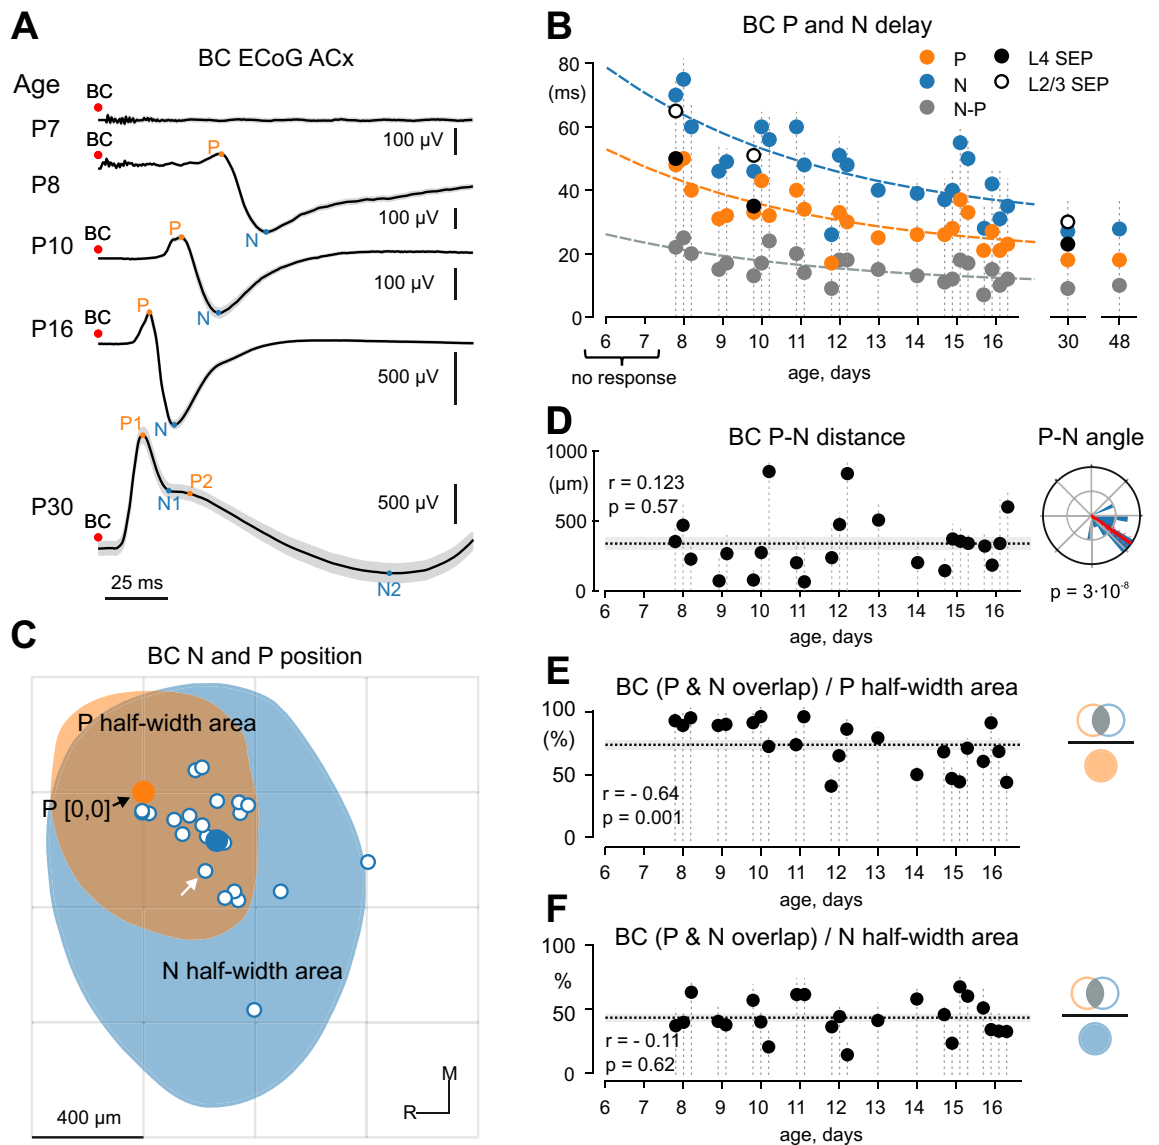 A
BC ECoG ACx
Age
BC
P7
100 µV
BC
P
P8
100 µV
N
BC
P
P10
100 µV
N
BC
P
P16
500 µV
N
P1
P2
N1
500 µV
P30
BC
N2
25 ms
B
BC P and N delay
P
N
N-P
L4 SEP
L2/3 SEP
80
(ms)
60
40
20
0
6 7 8 9 10 11 12 13 14 15 16 30 48
no response
age, days
C
BC N and P position
P half-width area
P [0,0]
N half-width area
400 µm
M
R
D
BC P-N distance
1000
(µm)
500
0
r = 0.123
p = 0.57
6 7 8 9 10 11 12 13 14 15 16
age, days
P-N angle
p = 3·10⁻⁸
E
BC (P & N overlap) / P half-width area
100
(%)
50
0
r = - 0.64
p = 0.001
6 7 8 9 10 11 12 13 14 15 16
age, days
F
BC (P & N overlap) / N half-width area
100
%
50
0
r = - 0.11
p = 0.62
6 7 8 9 10 11 12 13 14 15 16
age, days